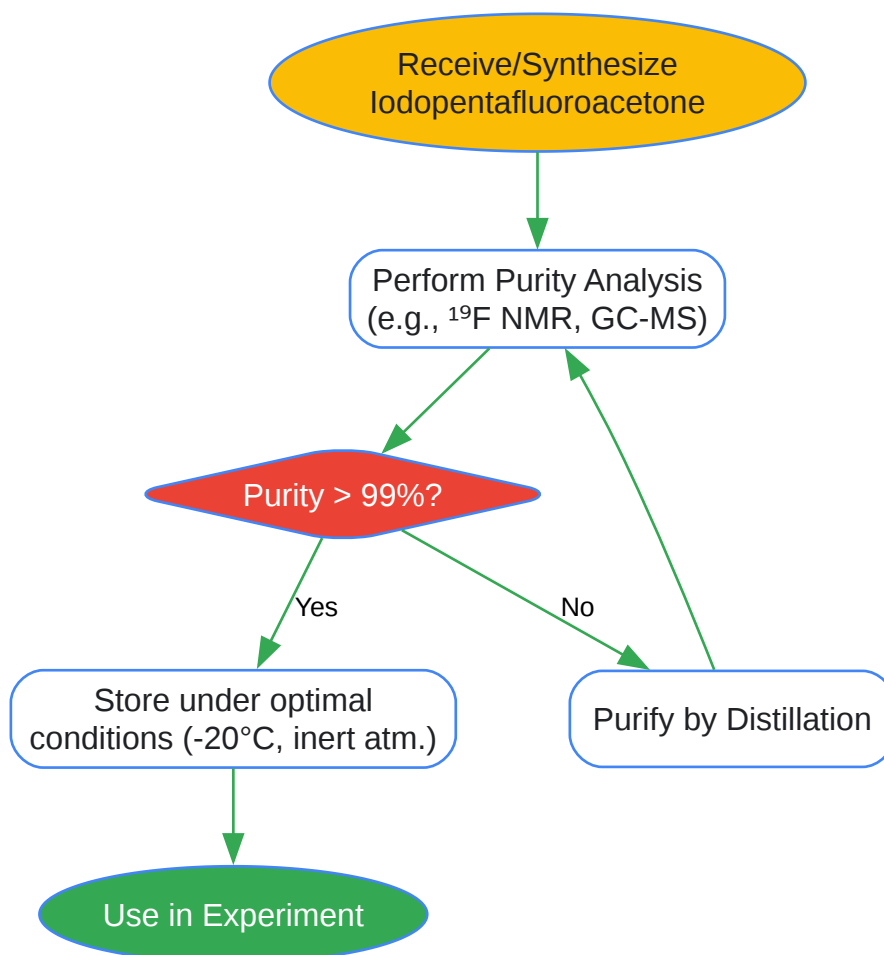 Receive/Synthesize
Iodopentafluoroacetone
Perform Purity Analysis
(e.g., ¹⁹F NMR, GC-MS)
Purity > 99%?
Yes
No
Store under optimal
conditions (-20°C, inert atm.)
Purify by Distillation
Use in Experiment